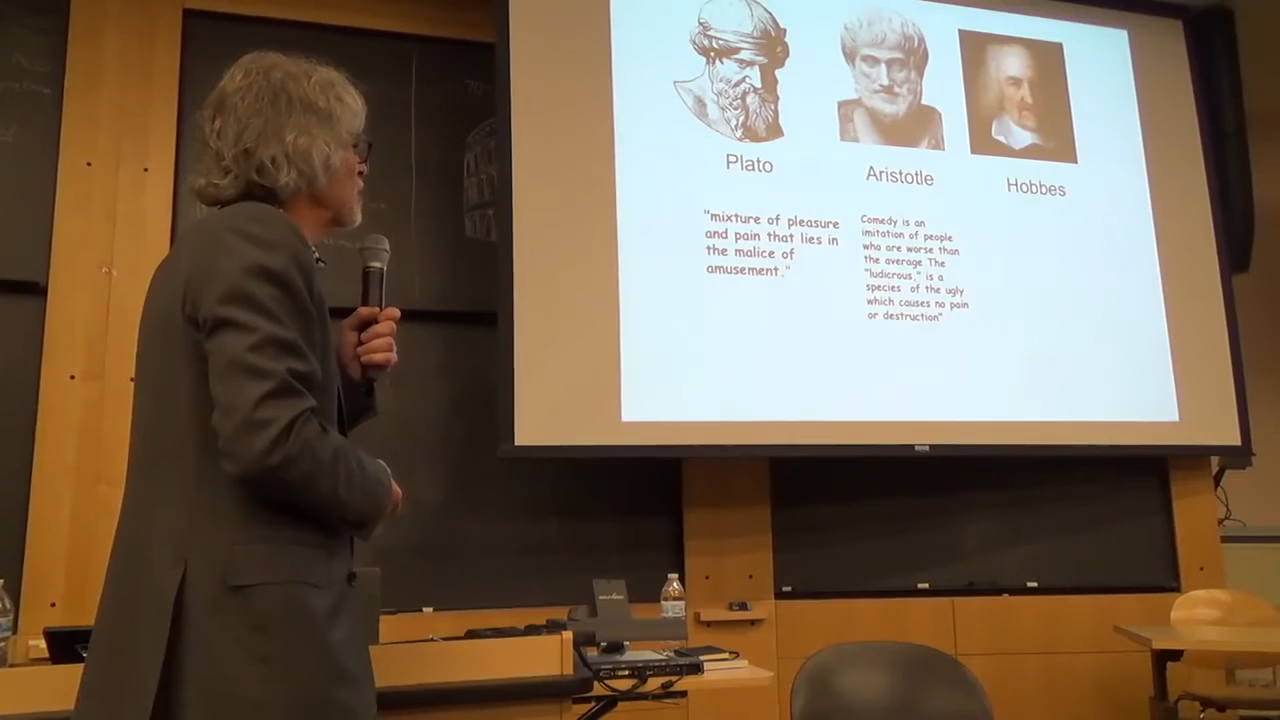 Plato
Aristotle
Hobbes
"mixture of pleasure
and pain that lies in
the malice of
amusement."
Comedy is an
imitation of people
who are worse than
the average The
"ludicrous," is a
species of the ugly
which causes no pain
or destruction"